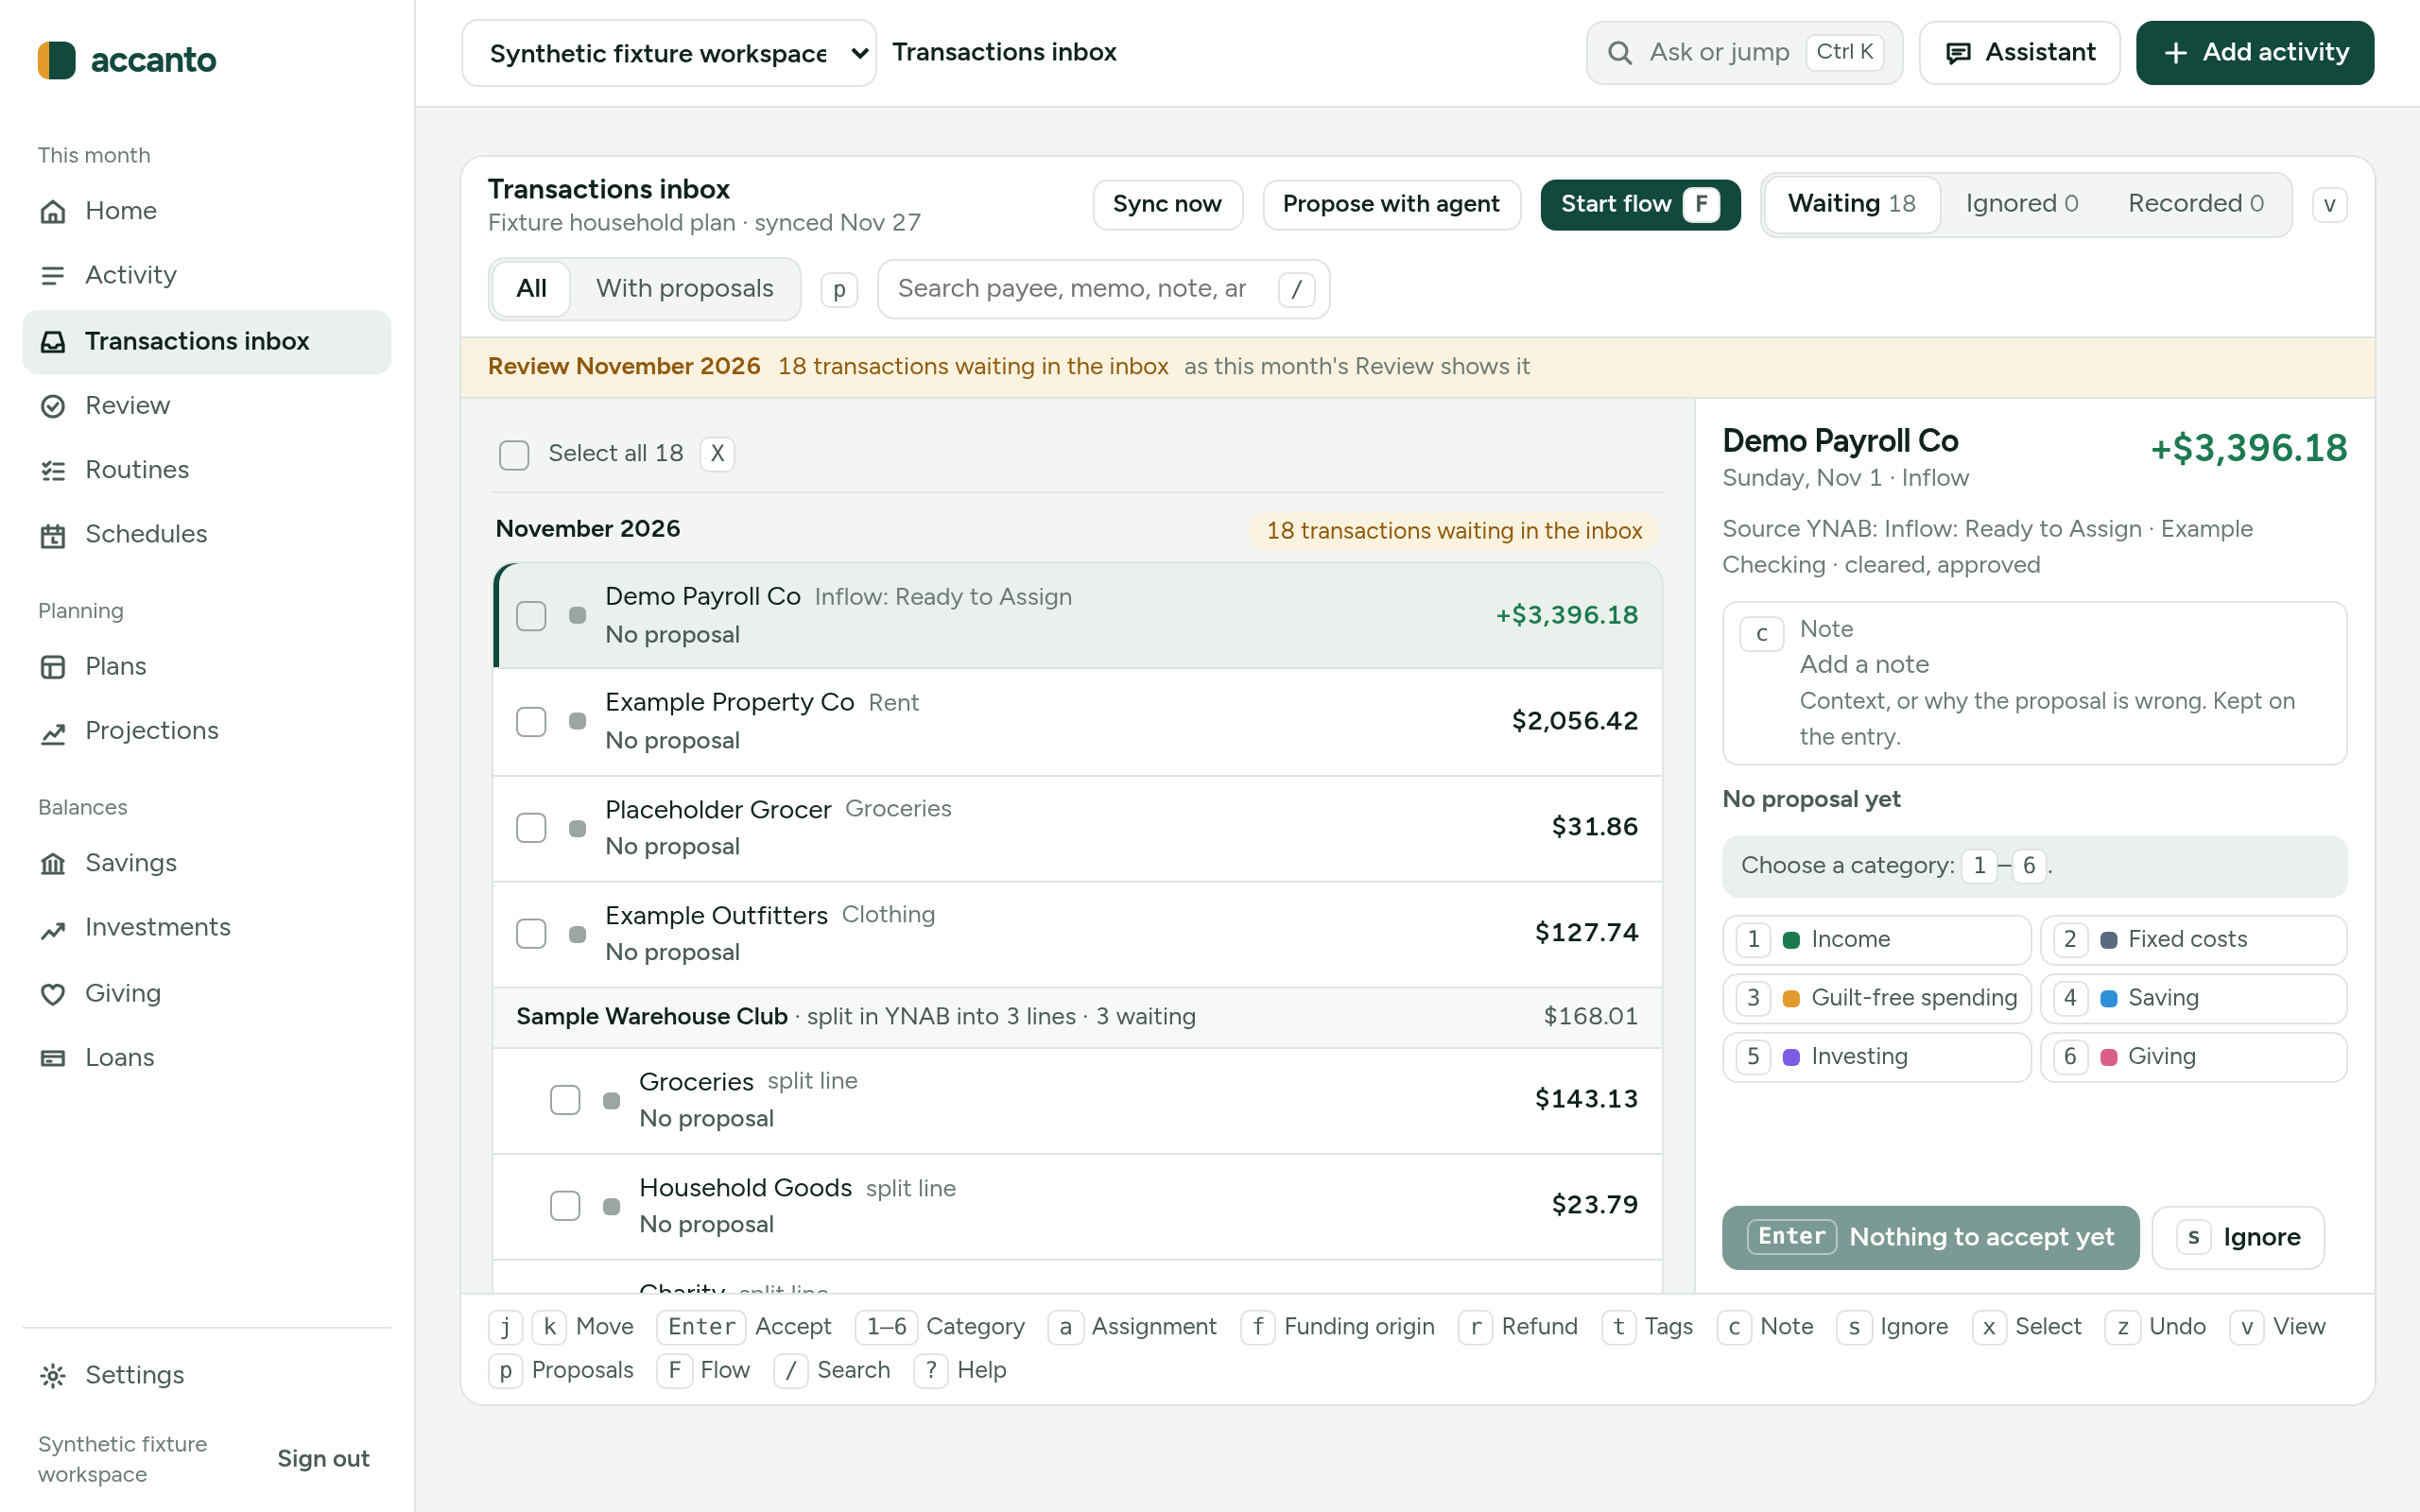 accanto
This month
Home
Activity
Transactions inbox
Review
Routines
Schedules
Planning
Plans
Projections
Balances
Savings
Investments
Giving
Loans
Settings
Synthetic fixture
workspace
Sign out
Synthetic fixture workspace
Transactions inbox
Ask or jump Ctrl K
Assistant
Add activity
Transactions inbox
Fixture household plan · synced Nov 27
Sync now
Propose with agent
Start flow F
Waiting 18
Ignored 0
Recorded 0
v
All
With proposals
p
Search payee, memo, note, ar /
Review November 2026 18 transactions waiting in the inbox as this month's Review shows it
Select all 18 X
November 2026
18 transactions waiting in the inbox
Demo Payroll Co Inflow: Ready to Assign
No proposal
+$3,396.18
Example Property Co Rent
No proposal
$2,056.42
Placeholder Grocer Groceries
No proposal
$31.86
Example Outfitters Clothing
No proposal
$127.74
Sample Warehouse Club · split in YNAB into 3 lines · 3 waiting
$168.01
Groceries split line
No proposal
$143.13
Household Goods split line
No proposal
$23.79
Charity split line
Demo Payroll Co
+$3,396.18
Sunday, Nov 1 · Inflow
Source YNAB: Inflow: Ready to Assign · Example
Checking · cleared, approved
c Note
Add a note
Context, or why the proposal is wrong. Kept on
the entry.
No proposal yet
Choose a category: 1–6.
1 Income
2 Fixed costs
3 Guilt-free spending
4 Saving
5 Investing
6 Giving
Enter Nothing to accept yet
s Ignore
j k Move Enter Accept 1–6 Category a Assignment f Funding origin r Refund t Tags c Note s Ignore x Select z Undo v View
p Proposals F Flow / Search ? Help